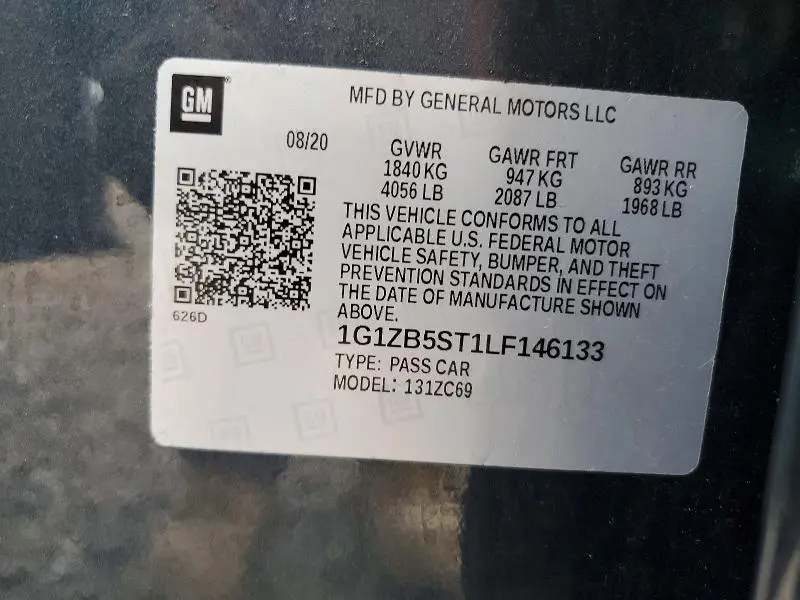 GM
MFD BY GENERAL MOTORS LLC
08/20
GVWR
1840 KG
4056 LB
GAWR FRT
947 KG
2087 LB
GAWR RR
893 KG
1968 LB
THIS VEHICLE CONFORMS TO ALL
APPLICABLE U.S. FEDERAL MOTOR
VEHICLE SAFETY, BUMPER, AND THEFT
PREVENTION STANDARDS IN EFFECT ON
THE DATE OF MANUFACTURE SHOWN
ABOVE.
626D
1G1ZB5ST1LF146133
TYPE: PASS CAR
MODEL: 131ZC69